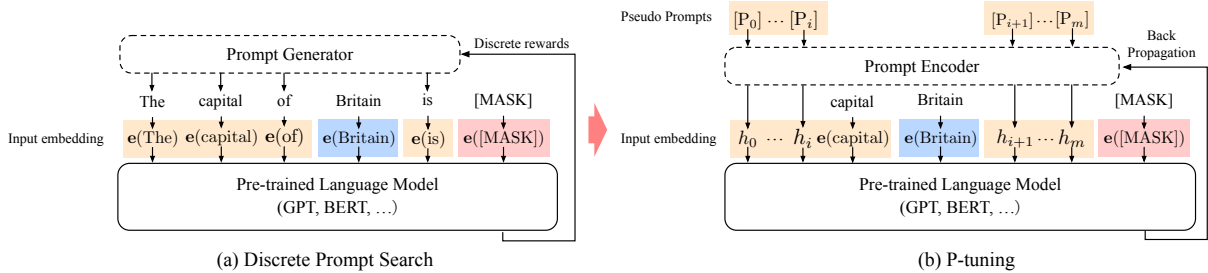 Prompt Generator
Discrete rewards
The capital of Britain is [MASK]
Input embedding e(The) e(capital) e(of) e(Britain) e(is) e([MASK])
Pre-trained Language Model
(GPT, BERT, …)
(a) Discrete Prompt Search
Pseudo Prompts [P0] ⋯ [Pi] [Pi+1] ⋯ [Pm]
Back
Propagation
Prompt Encoder
capital Britain [MASK]
Input embedding h0 ⋯ hi e(capital) e(Britain) hi+1 ⋯ hm e([MASK])
Pre-trained Language Model
(GPT, BERT, …)
(b) P-tuning